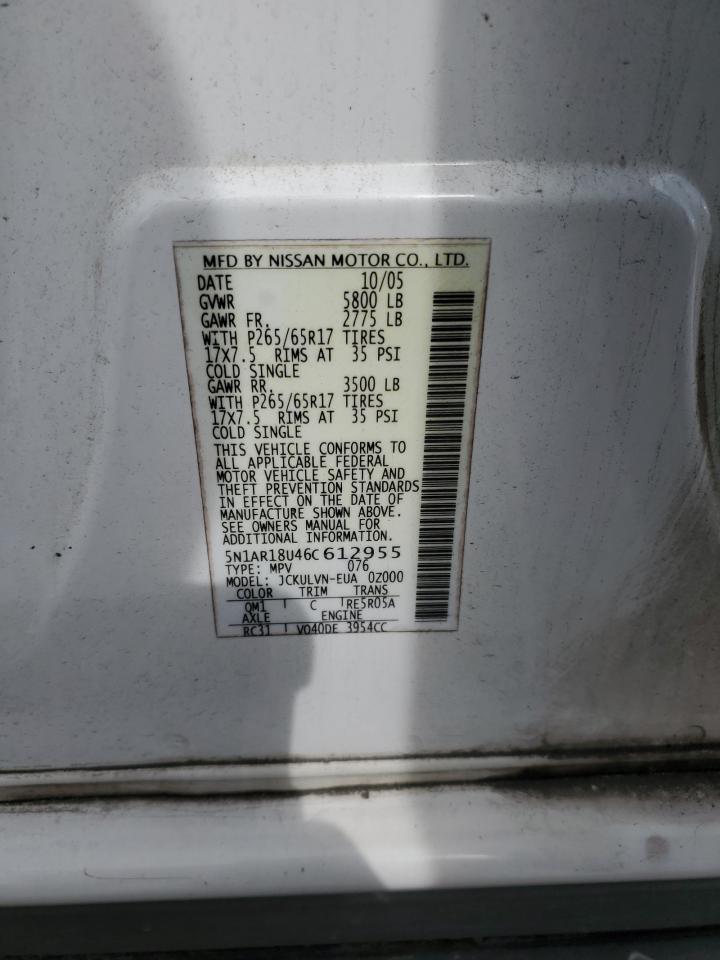 MFD BY NISSAN MOTOR CO., LTD.
DATE 10/05
GVWR 5800 LB
GAWR FR. 2775 LB
WITH P265/65R17 TIRES
17X7.5 RIMS AT 35 PSI
COLD SINGLE
GAWR RR. 3500 LB
WITH P265/65R17 TIRES
17X7.5 RIMS AT 35 PSI
COLD SINGLE
THIS VEHICLE CONFORMS TO
ALL APPLICABLE FEDERAL
MOTOR VEHICLE SAFETY AND
THEFT PREVENTION STANDARDS
IN EFFECT ON THE DATE OF
MANUFACTURE SHOWN ABOVE.
SEE OWNERS MANUAL FOR
ADDITIONAL INFORMATION.
5N1AR18U46C612955
TYPE: MPV 076
MODEL: JCKULVN-EUA 0Z000
COLOR TRIM TRANS
QM1 C RE5R05A
AXLE ENGINE
RC31 VQ40DE 3954CC